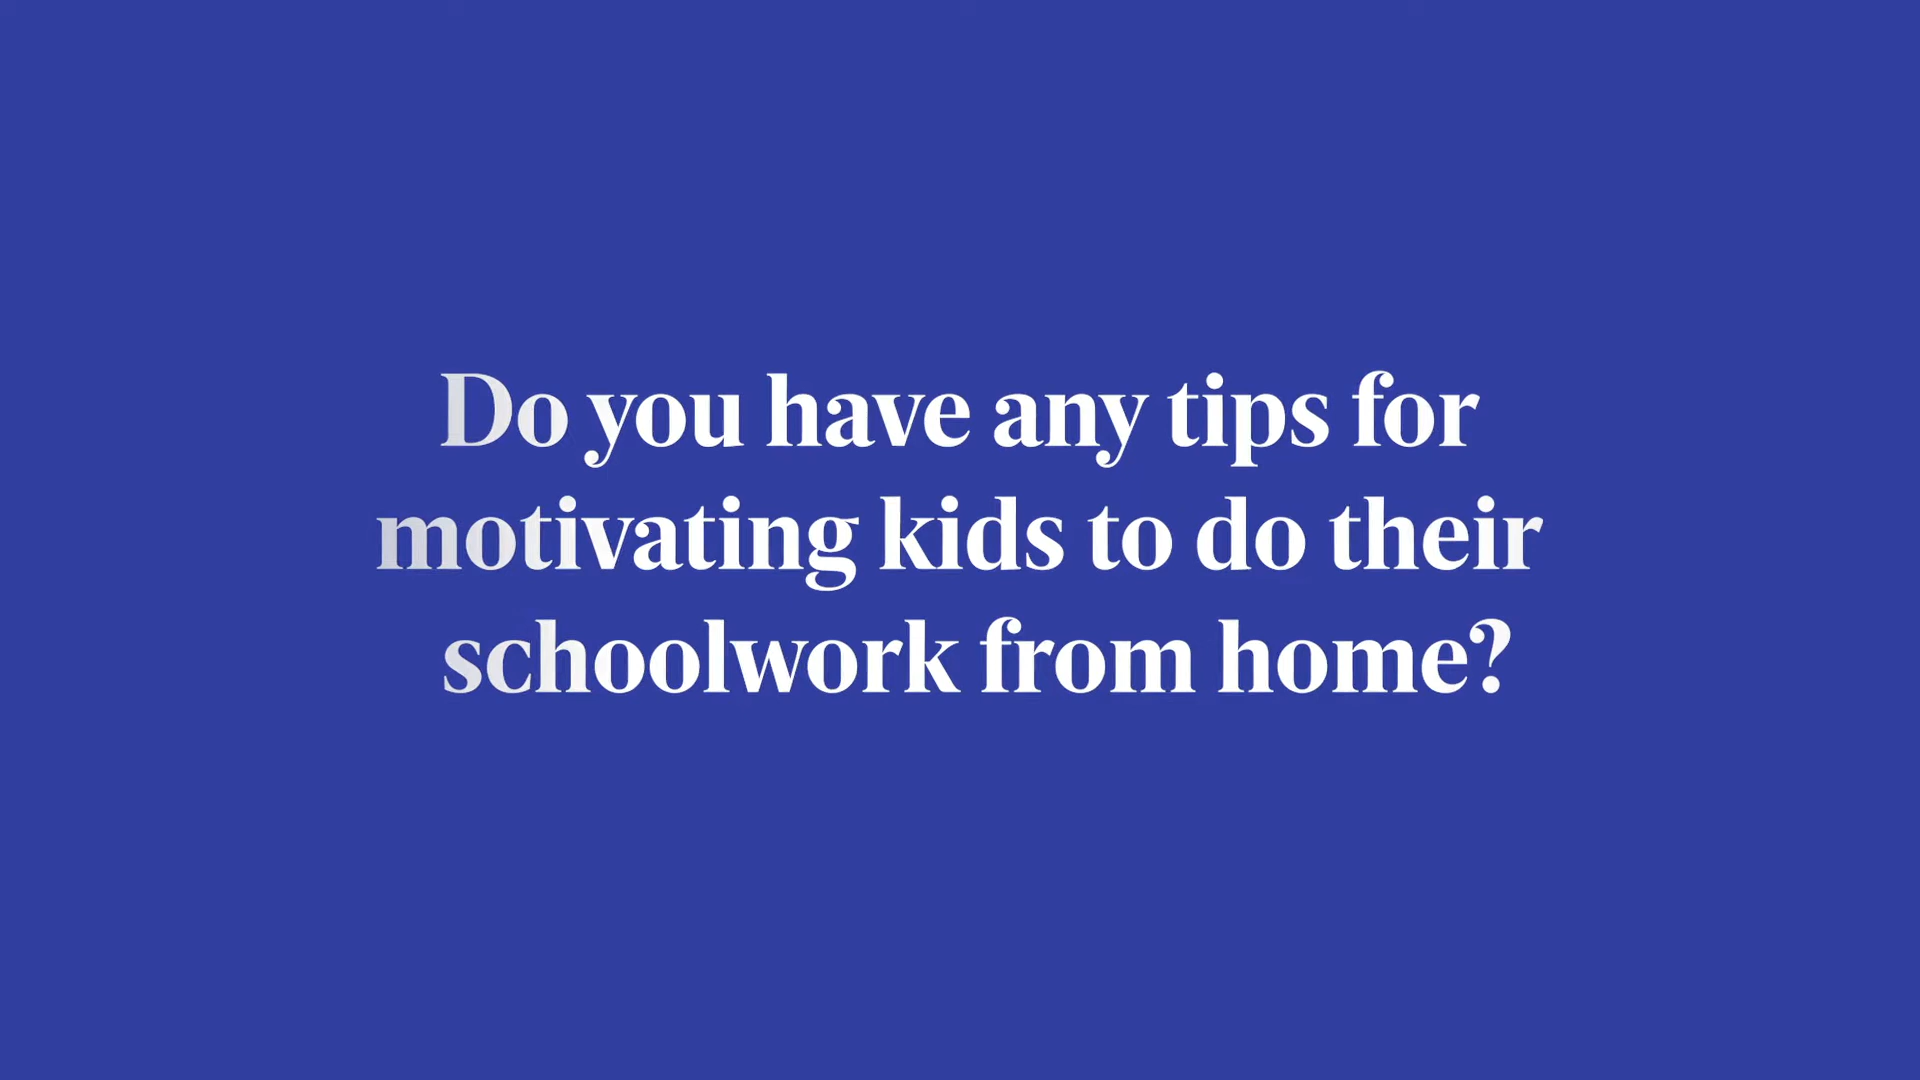 Do you have any tips for
motivating kids to do their
schoolwork from home?